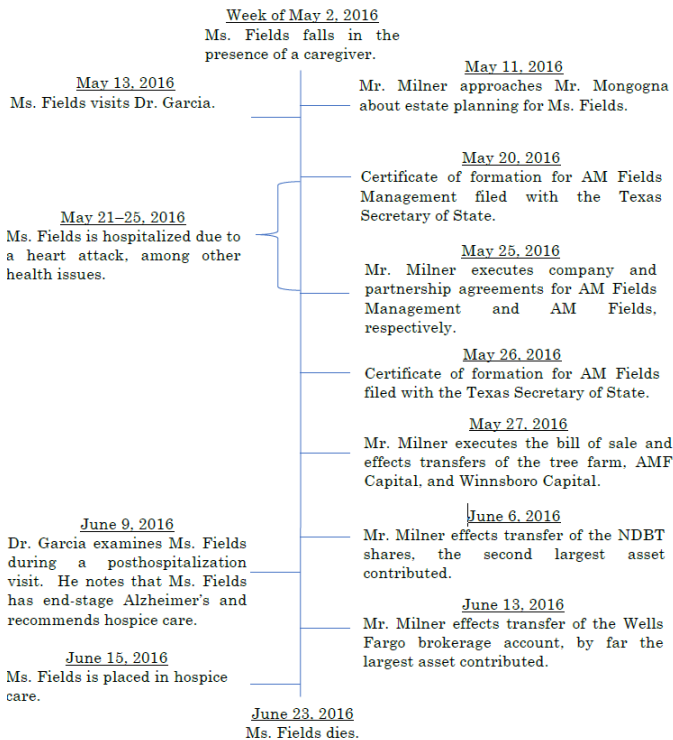 Week of May 2, 2016
Ms. Fields falls in the
presence of a caregiver.
May 11, 2016
Mr. Milner approaches Mr. Mongogna
about estate planning for Ms. Fields.
May 13, 2016
Ms. Fields visits Dr. Garcia.
May 20, 2016
Certificate of formation for AM Fields
Management filed with the Texas
Secretary of State.
May 21–25, 2016
Ms. Fields is hospitalized due to
a heart attack, among other
health issues.
May 25, 2016
Mr. Milner executes company and
partnership agreements for AM Fields
Management and AM Fields,
respectively.
May 26, 2016
Certificate of formation for AM Fields
filed with the Texas Secretary of State.
May 27, 2016
Mr. Milner executes the bill of sale and
effects transfers of the tree farm, AMF
Capital, and Winnsboro Capital.
June 6, 2016
Mr. Milner effects transfer of the NDBT
shares, the second largest asset
contributed.
June 9, 2016
Dr. Garcia examines Ms. Fields
during a posthospitalization
visit. He notes that Ms. Fields
has end-stage Alzheimer's and
recommends hospice care.
June 13, 2016
Mr. Milner effects transfer of the Wells
Fargo brokerage account, by far the
largest asset contributed.
June 15, 2016
Ms. Fields is placed in hospice
care.
June 23, 2016
Ms. Fields dies.